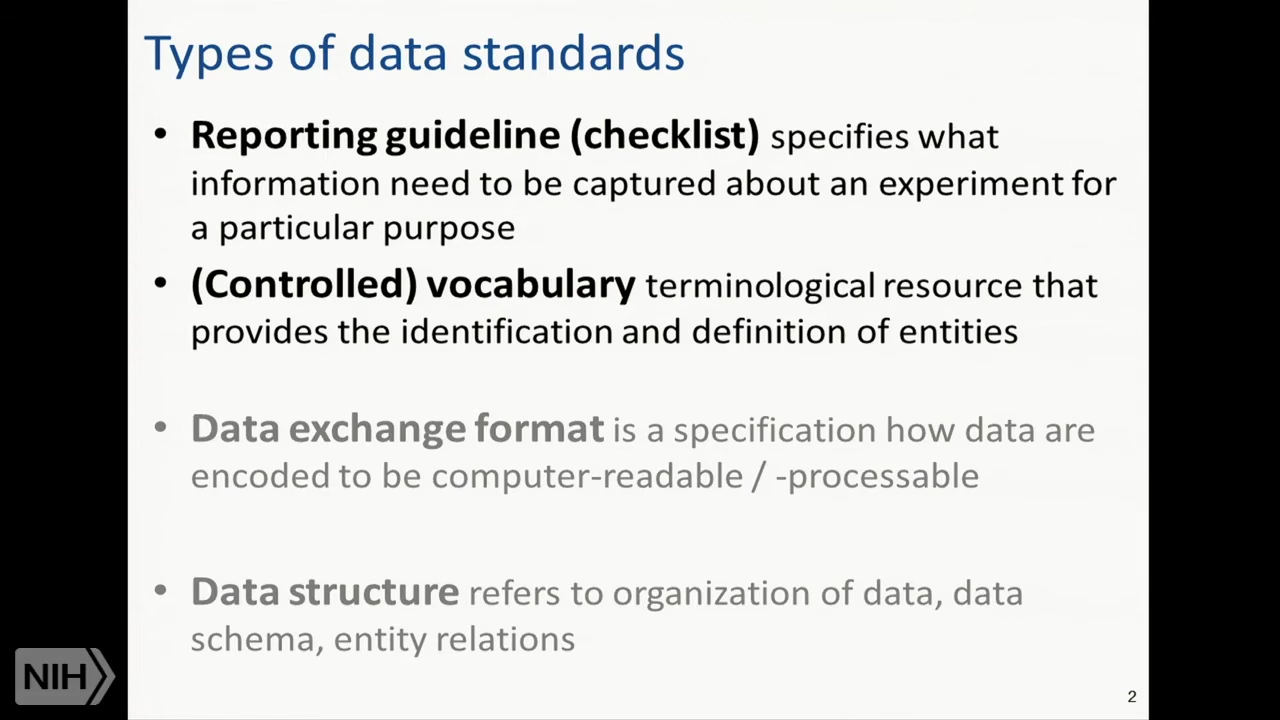 Types of data standards
• Reporting guideline (checklist) specifies what
information need to be captured about an experiment for
a particular purpose
• (Controlled) vocabulary terminological resource that
provides the identification and definition of entities
• Data exchange format is a specification how data are
encoded to be computer-readable / -processable
• Data structure refers to organization of data, data
schema, entity relations
NIH
2